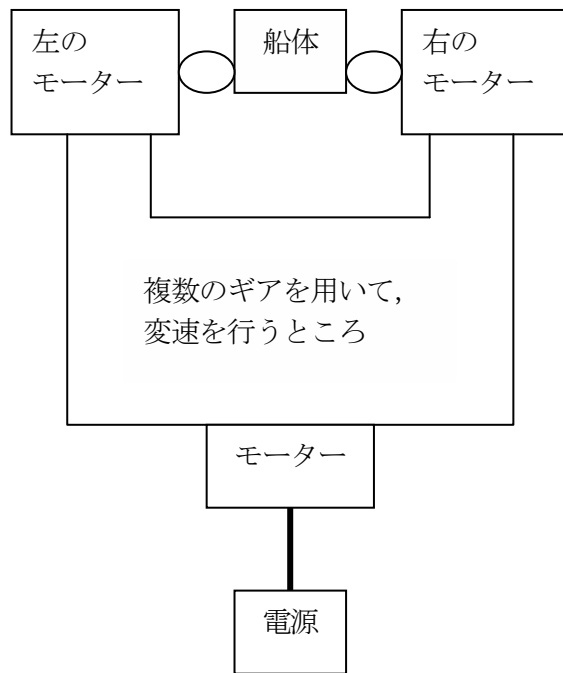 左の
モーター
船体
右の
モーター
複数のギアを用いて,
変速を行うところ
モーター
電源